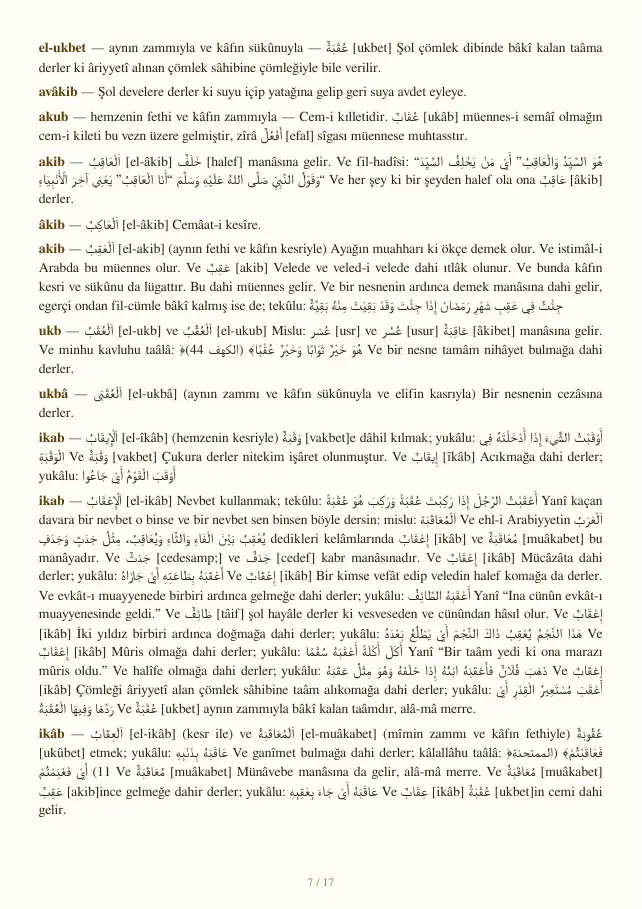 el-ukbet — aynın zammıyla ve kâfın sükûnuyla — عُقْبَةٌ [ukbet] Şol çömlek dibinde bâkî kalan taâma
derler ki âriyyetî alınan çömlek sâhibine çömleğiyle bile verilir.
avâkib — Şol develere derler ki suyu içip yatağına gelip geri suya avdet eyleye.
akub — hemzenin fethi ve kâfın zammıyla — Cem-i kılletidir. عُقَابٌ [ukâb] müennes-i semâî olmağın
cem-i kileti bu vezn üzere gelmiştir, zîrâ أَفْعُلٌ [efal] sîgası müennese muhtasstır.
akib — اَلْعَاقِبُ [el-âkib] خَلَفٌ [halef] manâsına gelir. Ve fil-hadîsi: “هُوَ السَّيِّدُ وَالْعَاقِبُ” أَيْ مَنْ يَخْلِفُ السَّيِّدَ
وَقَوْلُ النَّبِيِّ صَلَّى اللهُ عَلَيْهِ وَسَلَّمَ “أَنَا الْعَاقِبُ” يَعْنِي آخِرَ الْأَنْبِيَاءِ” Ve her şey ki bir şeyden halef ola ona عَاقِبٌ [âkib]
derler.
âkib — اَلْعَاكِبُ [el-âkib] Cemâat-i kesîre.
akib — اَلْعَقِبُ [el-akib] (aynın fethi ve kâfın kesriyle) Ayağın muahharı ki ökçe demek olur. Ve istimâl-i
Arabda bu müennes olur. Ve عَقِبٌ [akib] Velede ve veled-i velede dahi ıtlâk olunur. Ve bunda kâfın
kesri ve sükûnu da lügattır. Bu dahi müennes gelir. Ve bir nesnenin ardınca demek manâsına dahi gelir,
egerçi ondan fil-cümle bâkî kalmış ise de; tekûlu: جِئْتُ فِي عَقِبِ شَهْرِ رَمَضَانَ إِذَا جِئْتَ وَقَدْ بَقِيَتْ مِنْهُ بَقِيَّةٌ
ukb — اَلْعُقْبُ [el-ukb] ve اَلْعُقُبُ [el-ukub] Mislu: عُسْر [usr] ve عُسُر [usur] عَاقِبَةٌ [âkibet] manâsına gelir.
Ve minhu kavluhu taâlâ: ﴿هُوَ خَيْرٌ ثَوَابًا وَخَيْرٌ عُقْبًا﴾ (الكهف 44) Ve bir nesne tamâm nihâyet bulmağa dahi
derler.
ukbâ — اَلْعُقْبَى [el-ukbâ] (aynın zammı ve kâfın sükûnuyla ve elifin kasrıyla) Bir nesnenin cezâsına
derler.
ikab — اَلْإِيقَابُ [el-îkâb] (hemzenin kesriyle) وَقْبَةٌ [vakbet]e dâhil kılmak; yukâlu: أَوْقَبْتُ الشَّيْءَ إِذَا أَدْخَلْتَهُ فِي
الْوَقْبَةِ Ve وَقْبَةٌ [vakbet] Çukura derler nitekim işâret olunmuştur. Ve إِيقَابٌ [îkâb] Acıkmağa dahi derler;
yukâlu: أَوْقَبَ الْقَوْمُ أَيْ جَاعُوا
ikab — اَلْإِعْقَابُ [el-ikâb] Nevbet kullanmak; tekûlu: أَعْقَبْتُ الرَّجُلَ إِذَا رَكِبْتَ عُقْبَةً وَرَكِبَ هُوَ عُقْبَةً Yanî kaçan
davara bir nevbet o binse ve bir nevbet sen binsen böyle dersin: mislu: اَلْمُعَاقَبَة Ve ehl-i Arabiyyetin اَلْعَرَبُ
يُعْقِبُ بَيْنَ الْفَاءِ وَالثَّاءِ وَيُعَاقِبُ، مِثْلُ جَدَثٍ وَجَدَفٍ dedikleri kelâmlarında إِعْقَابٌ [ikâb] ve مُعَاقَبَةٌ [muâkabet] bu
manâyadır. Ve جَدَثٌ [cedesamp;] ve جَدَفٌ [cedef] kabr manâsınadır. Ve إِعْقَابٌ [ikâb] Mücâzâta dahi
derler; yukâlu: أَعْقَبَهُ بِطَاعَتِهِ أَيْ جَازَاهُ Ve إِعْقَابٌ [ikâb] Bir kimse vefât edip veledin halef komağa da derler.
Ve evkât-ı muayyenede birbiri ardınca gelmeğe dahi derler; yukâlu: أَعْقَبَهُ الطَّائِفُ Yanî “Ina cünûn evkât-ı
muayyenesinde geldi.” Ve طَائِفٌ [tâif] şol hayâle derler ki vesveseden ve cünûndan hâsıl olur. Ve إِعْقَابٌ
[ikâb] İki yıldız birbiri ardınca doğmağa dahi derler; yukâlu: هَذَا النَّجْمُ يُعْقِبُ ذَاكَ النَّجْمَ أَيْ يَطْلُعُ بَعْدَهُ Ve
إِعْقَابٌ [ikâb] Mûris olmağa dahi derler; yukâlu: أَكَلَ أَكْلَةً أَعْقَبَهُ سُقْمًا Yanî “Bir taâm yedi ki ona marazı
mûris oldu.” Ve halîfe olmağa dahi derler; yukâlu: ذَهَبَ فُلَانٌ فَأَعْقَبَهُ ابْنُهُ إِذَا خَلَفَهُ وَهُوَ مِثْلُ عَقَبَهُ Ve إِعْقَابٌ
[ikâb] Çömleği âriyyetî alan çömlek sâhibine taâm alıkomağa dahi derler; yukâlu: أَعْقَبَ مُسْتَعِيرُ الْقِدْرِ أَيْ
رَدَّهَا وَفِيهَا الْعُقْبَةُ Ve عُقْبَةٌ [ukbet] aynın zammıyla bâkî kalan taâmdır, alâ-mâ merre.
ikâb — اَلْعِقَابُ [el-ikâb] (kesr ile) ve اَلْمُعَاقَبَةُ [el-muâkabet] (mîmin zammı ve kâfın fethiyle) عُقُوبَةٌ
[ukûbet] etmek; yukâlu: عَاقَبَهُ بِذَنْبِهِ Ve ganîmet bulmağa dahi derler; kâlallâhu taâlâ: ﴿فَعَاقَبْتُمْ﴾ (الممتحنة
11) أَيْ فَغَنِمْتُمْ Ve مُعَاقَبَةٌ [muâkabet] Münâvebe manâsına da gelir, alâ-mâ merre. Ve مُعَاقَبَةٌ [muâkabet]
عَقِبٌ [akib]ince gelmeğe dahir derler; yukâlu: عَاقَبَهُ أَيْ جَاءَ بِعَقِبِهِ Ve عِقَابٌ [ikâb] عُقْبَةٌ [ukbet]in cemi dahi
gelir.
7 / 17